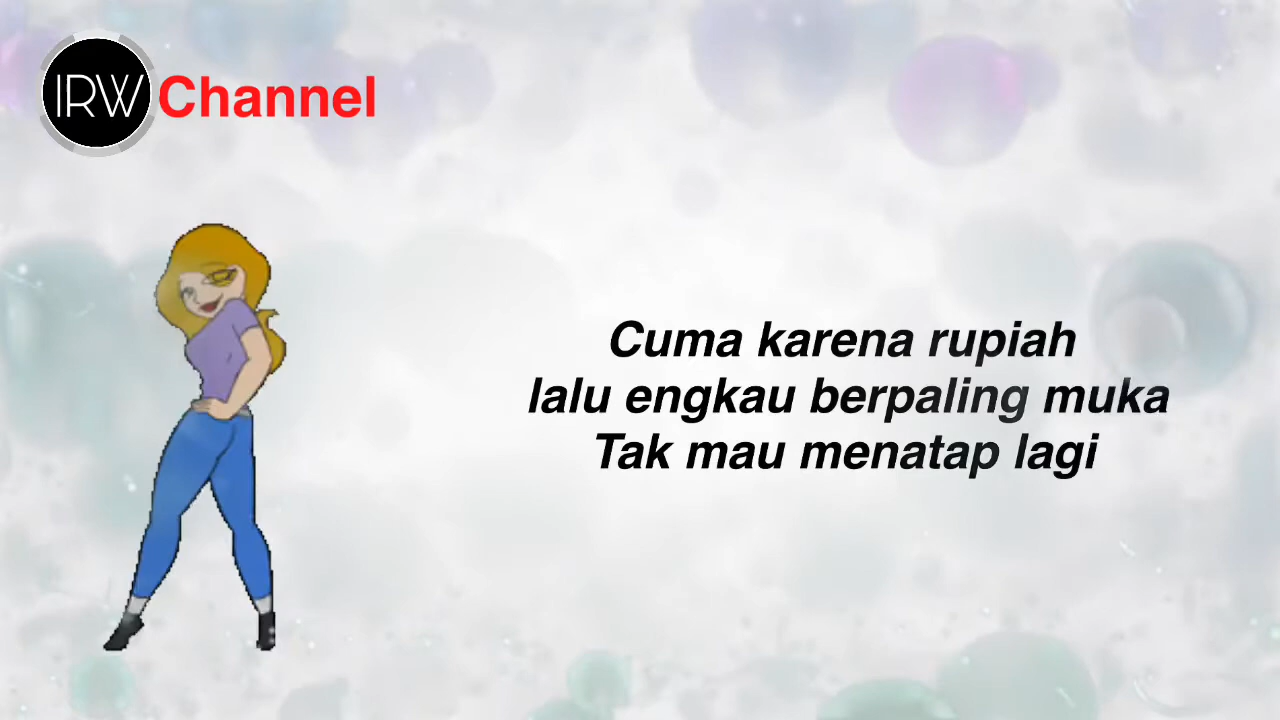 IRW Channel
Cuma karena rupiah
lalu engkau berpaling muka
Tak mau menatap lagi